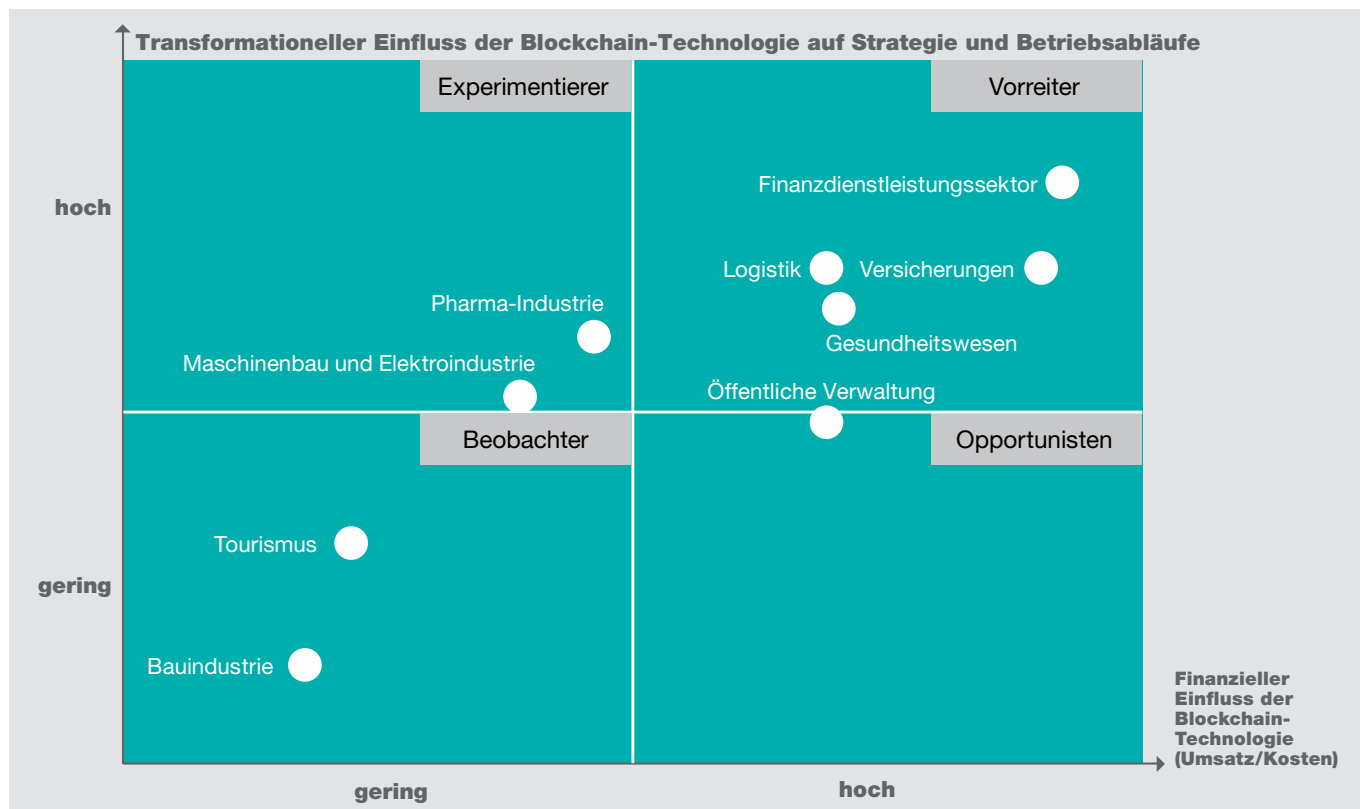 Transformationeller Einfluss der Blockchain-Technologie auf Strategie und Betriebsabläufe
Experimentierer
Vorreiter
Finanzdienstleistungssektor
hoch
Logistik
Versicherungen
Pharma-Industrie
Gesundheitswesen
Maschinenbau und Elektroindustrie
Öffentliche Verwaltung
Beobachter
Opportunisten
Tourismus
gering
Bauindustrie
Finanzieller
Einfluss der
Blockchain-
Technologie
(Umsatz/Kosten)
gering
hoch